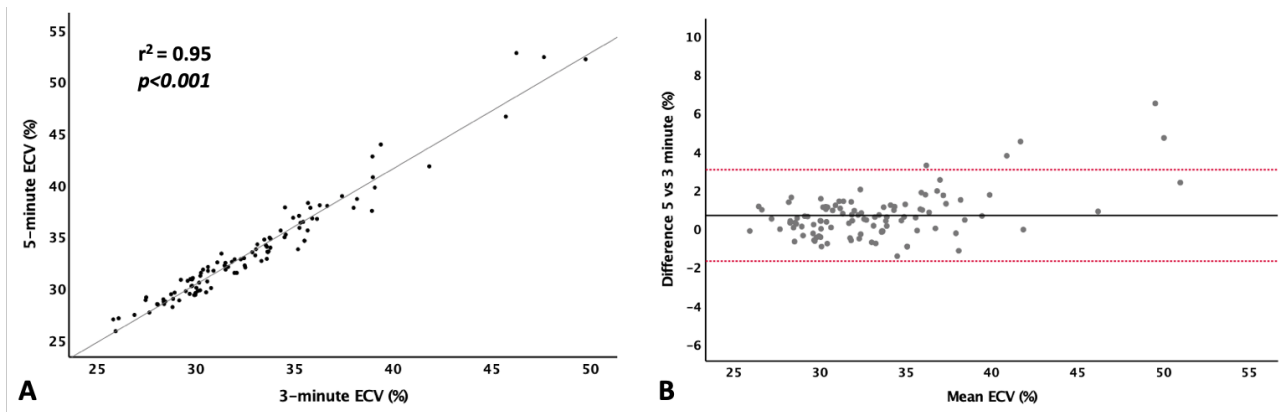 r² = 0.95
p<0.001
5-minute ECV (%)
55
50
45
40
35
30
25
25 30 35 40 45 50
3-minute ECV (%)
A
Difference 5 vs 3 minute (%)
10
8
6
4
2
0
-2
-4
-6
25 30 35 40 45 50 55
Mean ECV (%)
B